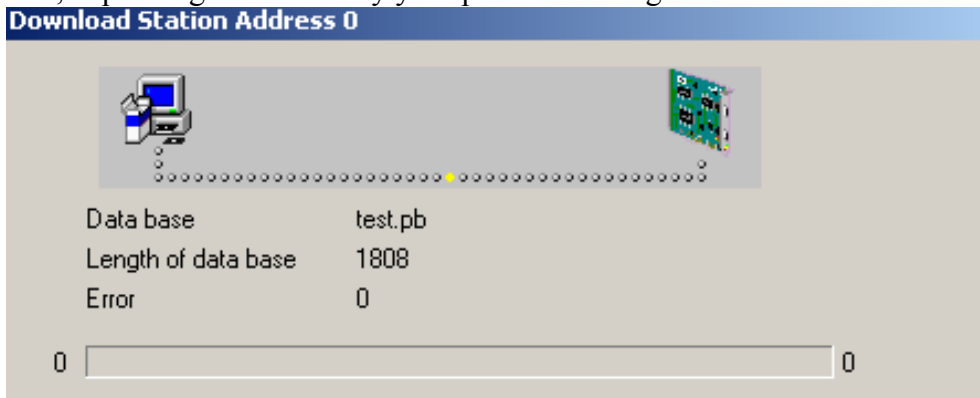 Download Station Address 0
Data base test.pb
Length of data base 1808
Error 0
0 0